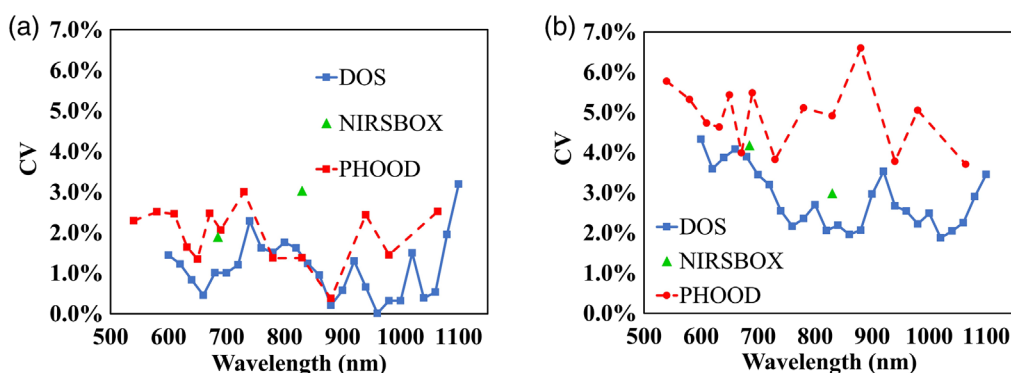 (a)
7.0%
6.0%
5.0%
4.0%
3.0%
2.0%
1.0%
0.0%
CV
DOS
NIRSBOX
PHOOD
500 600 700 800 900 1000 1100
Wavelength (nm)
(b)
7.0%
6.0%
5.0%
4.0%
3.0%
2.0%
1.0%
0.0%
CV
DOS
NIRSBOX
PHOOD
500 600 700 800 900 1000 1100
Wavelength (nm)